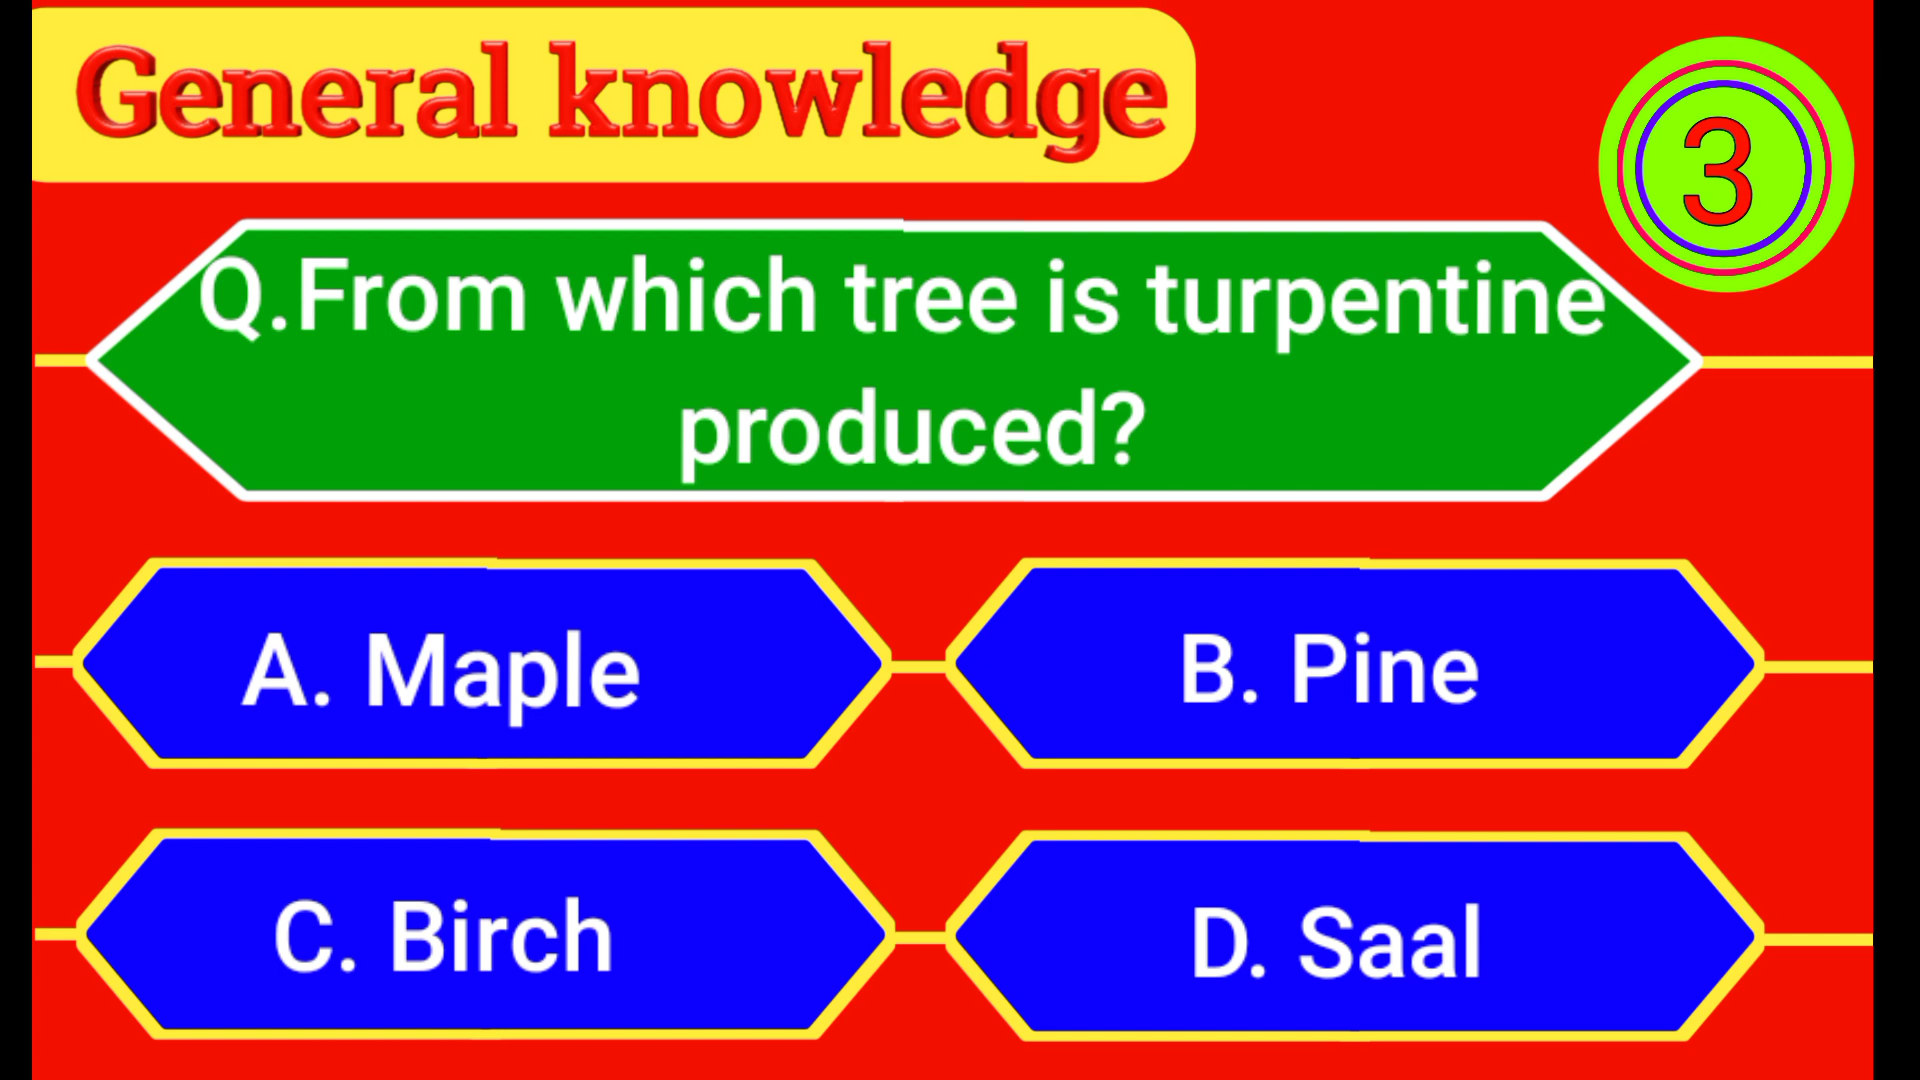 General knowledge
3
Q.From which tree is turpentine
produced?
A. Maple
B. Pine
C. Birch
D. Saal